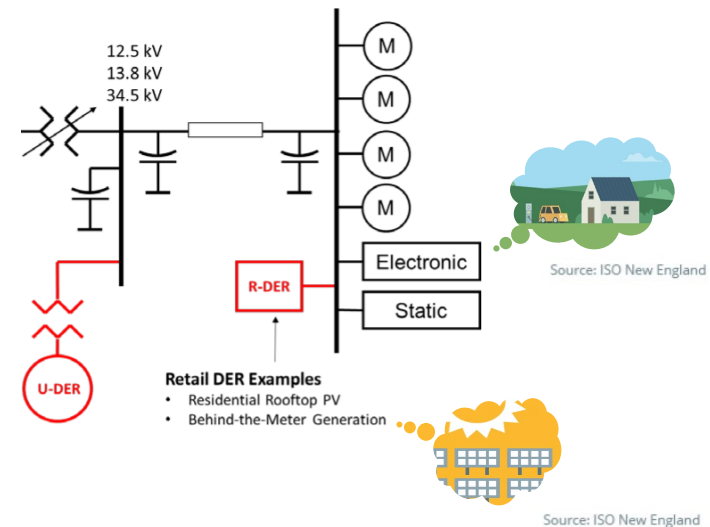 12.5 kV
13.8 kV
34.5 kV
M
M
M
M
Electronic
Static
R-DER
U-DER
Retail DER Examples
• Residential Rooftop PV
• Behind-the-Meter Generation
Source: ISO New England
Source: ISO New England